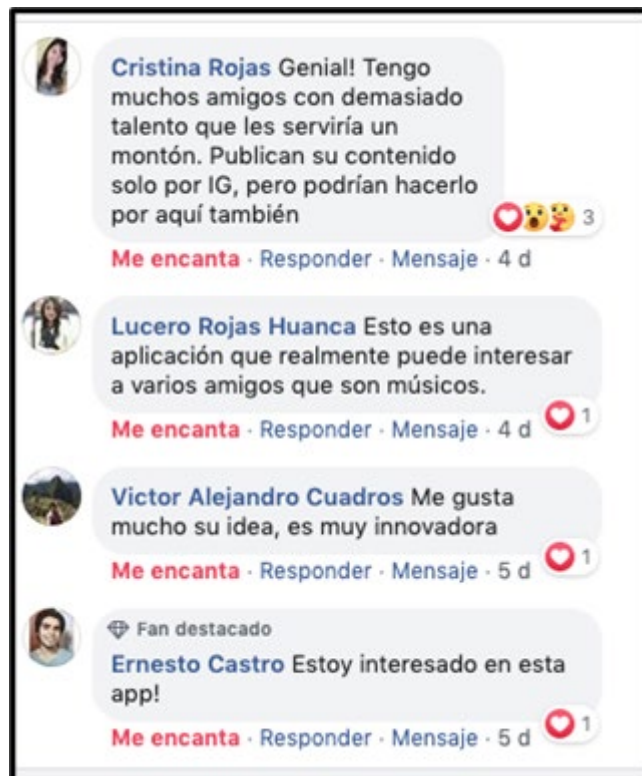 Cristina Rojas Genial! Tengo
muchos amigos con demasiado
talento que les serviría un
montón. Publican su contenido
solo por IG, pero podrían hacerlo
por aquí también
3
Me encanta · Responder · Mensaje · 4 d
Lucero Rojas Huanca Esto es una
aplicación que realmente puede interesar
a varios amigos que son músicos.
1
Me encanta · Responder · Mensaje · 4 d
Victor Alejandro Cuadros Me gusta
mucho su idea, es muy innovadora
1
Me encanta · Responder · Mensaje · 5 d
Fan destacado
Ernesto Castro Estoy interesado en esta
app!
1
Me encanta · Responder · Mensaje · 5 d